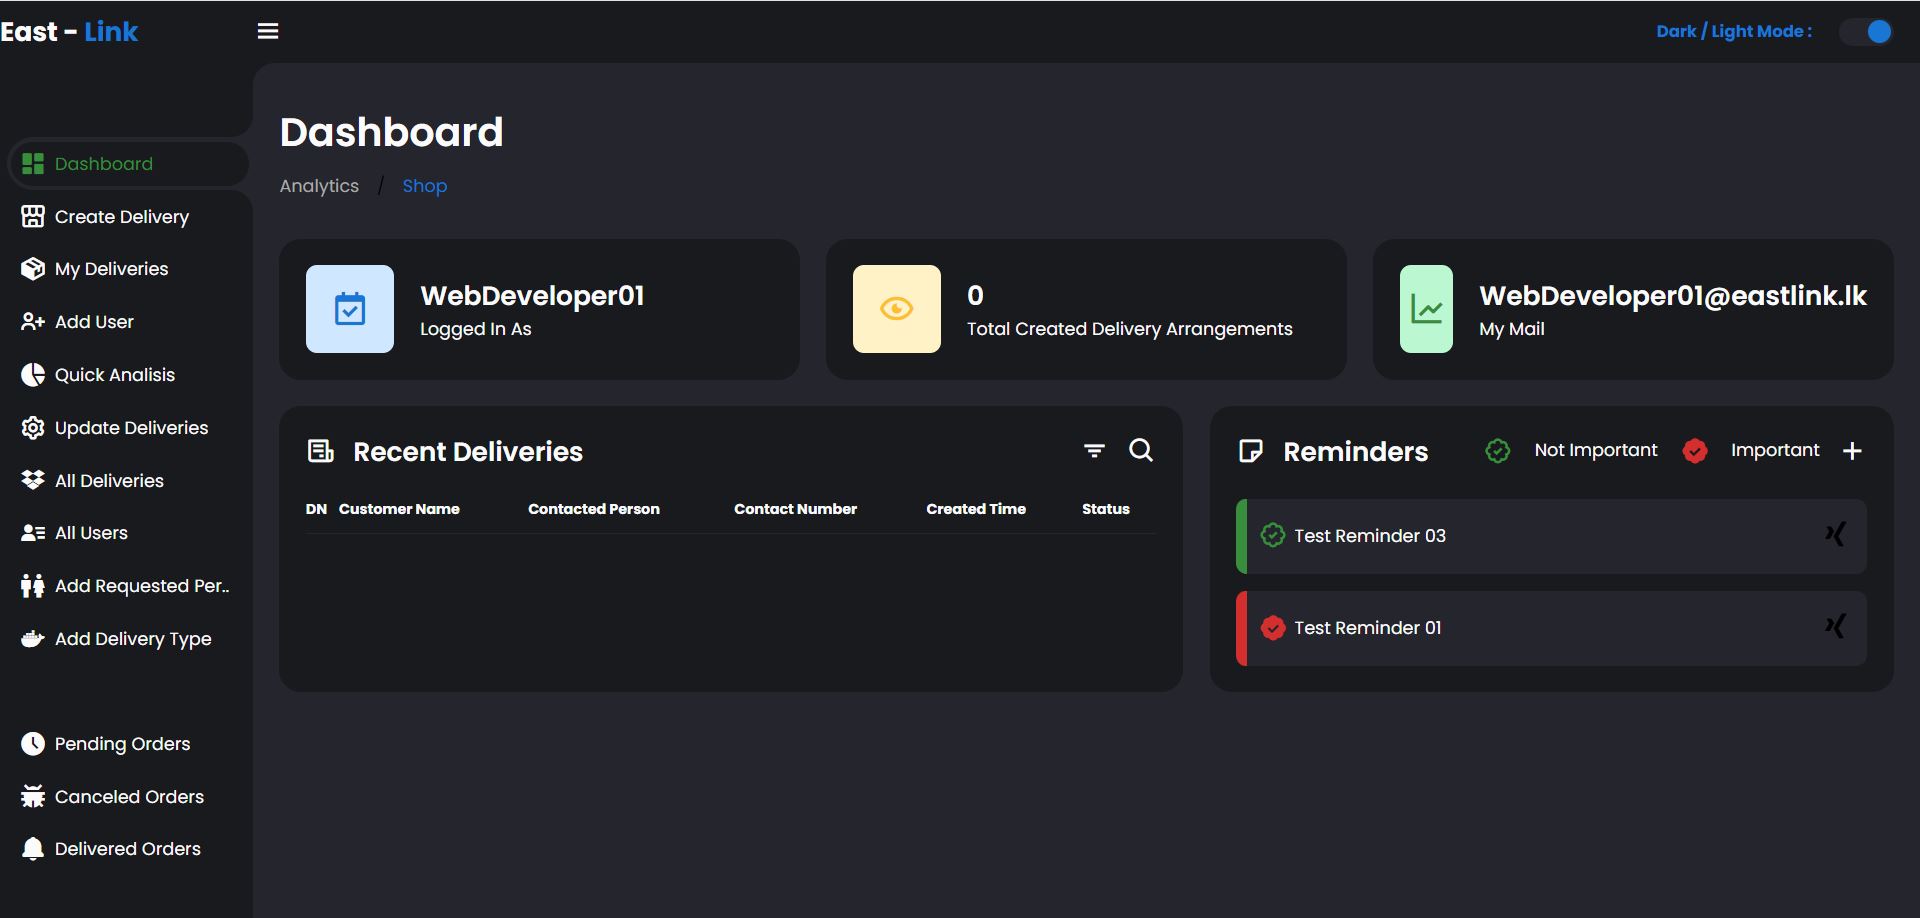 East - Link
Dark / Light Mode :
Dashboard
Create Delivery
My Deliveries
Add User
Quick Analisis
Update Deliveries
All Deliveries
All Users
Add Requested Per..
Add Delivery Type
Pending Orders
Canceled Orders
Delivered Orders
Dashboard
Analytics / Shop
WebDeveloper01
Logged In As
0
Total Created Delivery Arrangements
WebDeveloper01@eastlink.lk
My Mail
Recent Deliveries
DN Customer Name Contacted Person Contact Number Created Time Status
Reminders Not Important Important
Test Reminder 03
Test Reminder 01